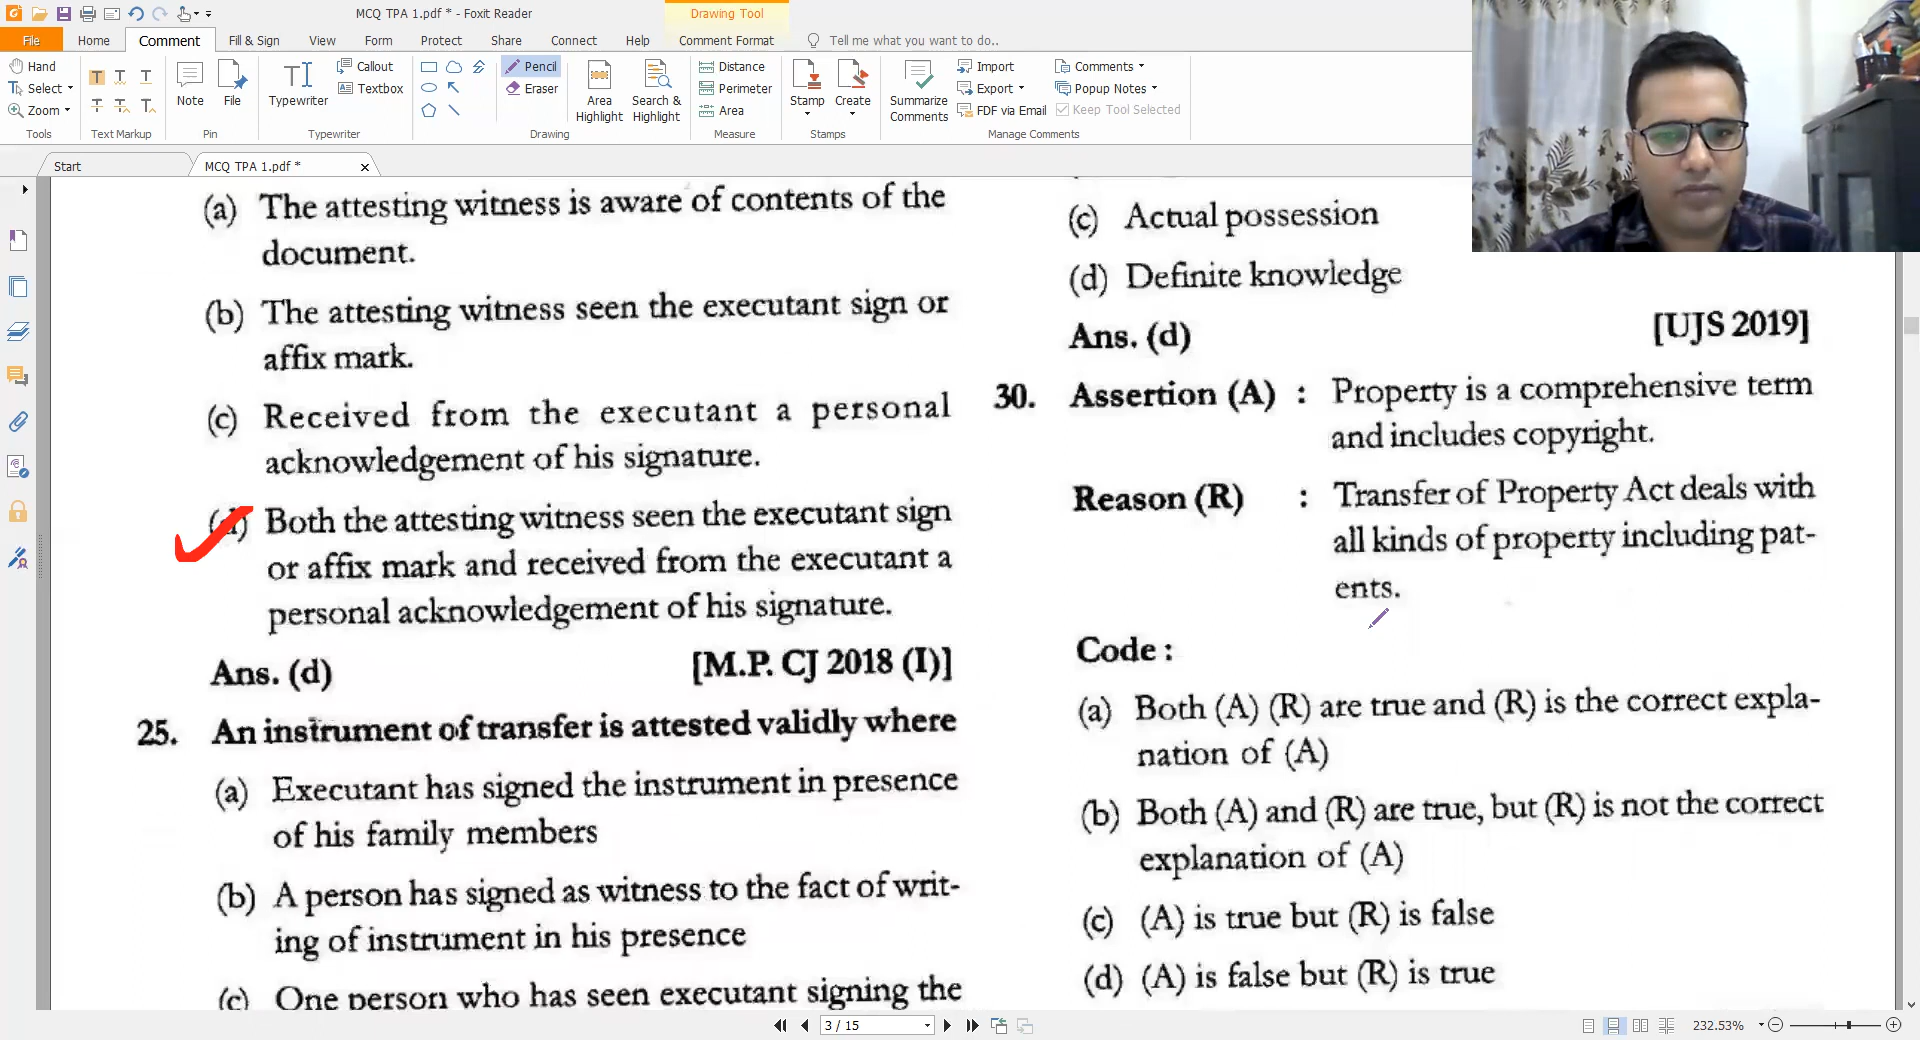 MCQ TPA 1.pdf * - Foxit Reader
Drawing Tool
File Home Comment Fill & Sign View Form Protect Share Connect Help Comment Format Tell me what you want to do..
Hand
Select
Zoom
Tools
Text Markup
Note
File
Pin
Typewriter
Callout
Textbox
Typewriter
Pencil
Eraser
Area Highlight
Search & Highlight
Drawing
Distance
Perimeter
Area
Measure
Stamp
Create
Stamps
Summarize Comments
Import
Export
FDF via Email
Comments
Popup Notes
Keep Tool Selected
Manage Comments
Start
MCQ TPA 1.pdf *
(a) The attesting witness is aware of contents of the
document.
(b) The attesting witness seen the executant sign or
affix mark.
(c) Received from the executant a personal
acknowledgement of his signature.
(d) Both the attesting witness seen the executant sign
or affix mark and received from the executant a
personal acknowledgement of his signature.
Ans. (d) [M.P. CJ 2018 (I)]
25. An instrument of transfer is attested validly where
(a) Executant has signed the instrument in presence
of his family members
(b) A person has signed as witness to the fact of writ-
ing of instrument in his presence
(c) One person who has seen executant signing the
(c) Actual possession
(d) Definite knowledge
Ans. (d) [UJS 2019]
30. Assertion (A) : Property is a comprehensive term
and includes copyright.
Reason (R) : Transfer of Property Act deals with
all kinds of property including pat-
ents.
Code :
(a) Both (A) (R) are true and (R) is the correct expla-
nation of (A)
(b) Both (A) and (R) are true, but (R) is not the correct
explanation of (A)
(c) (A) is true but (R) is false
(d) (A) is false but (R) is true
3 / 15
232.53%